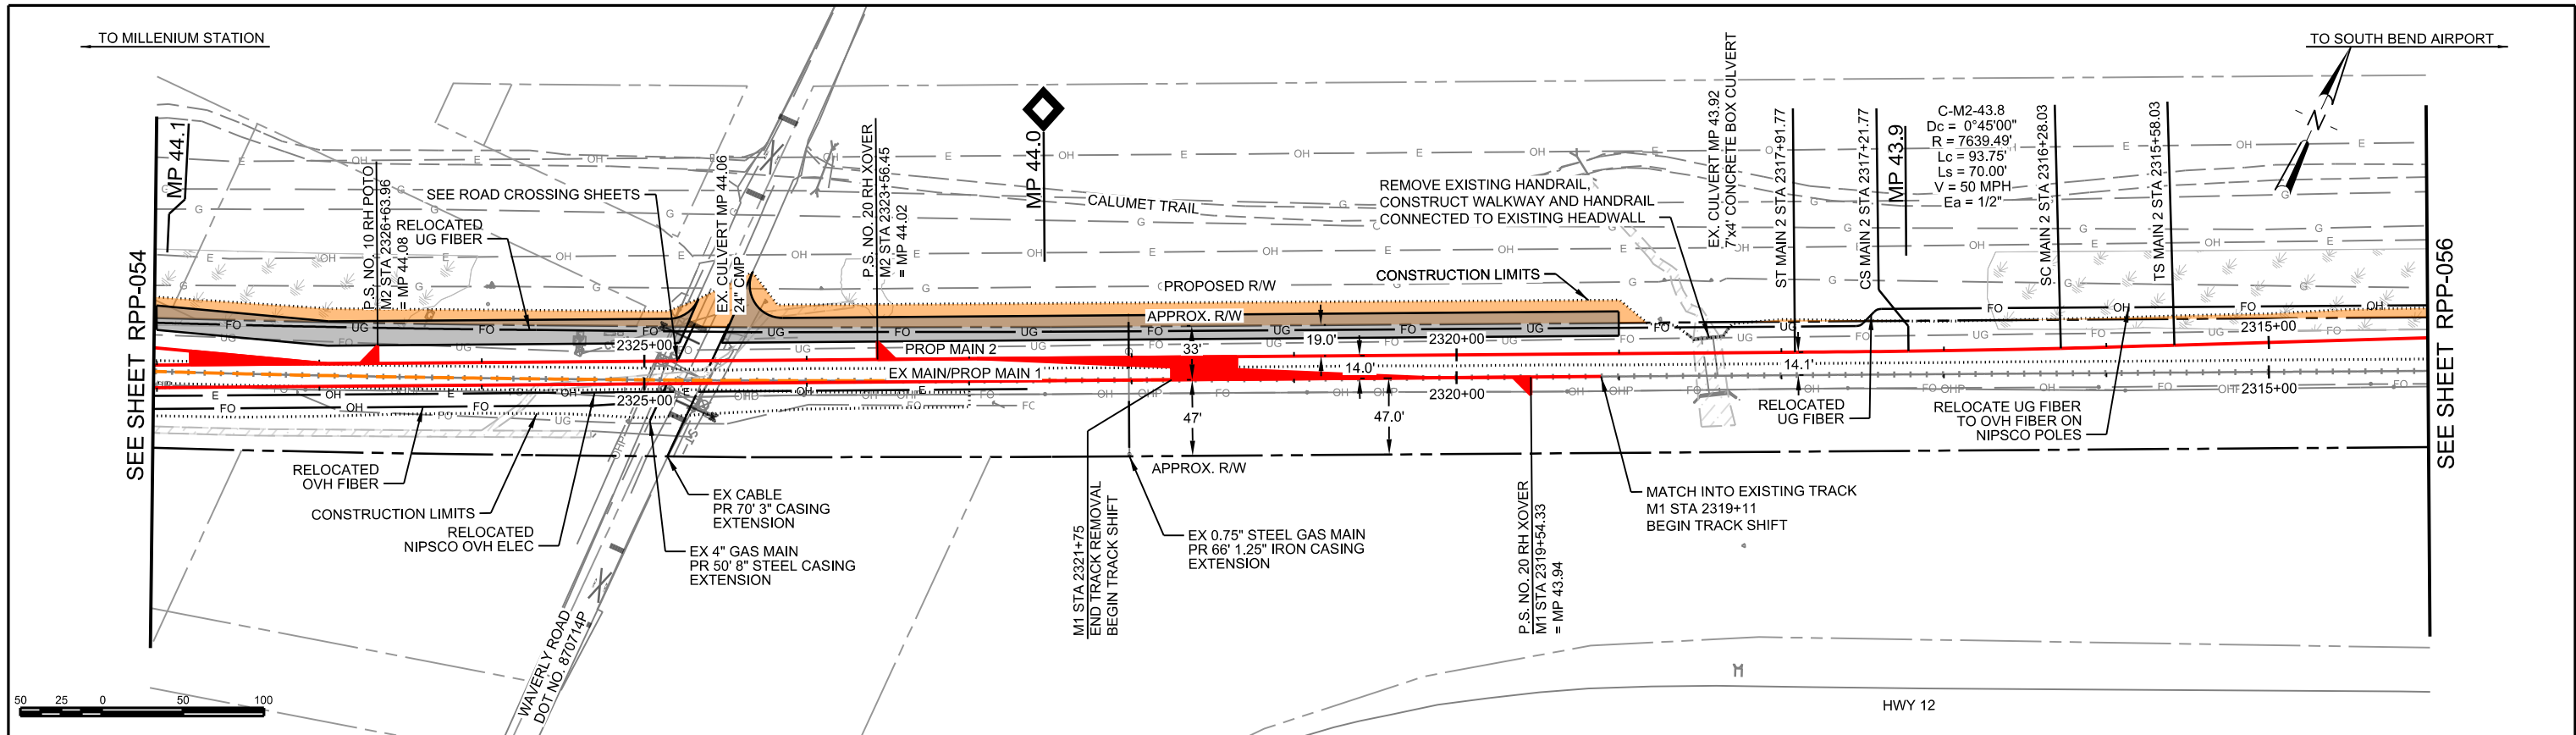 TO MILLENIUM STATION
TO SOUTH BEND AIRPORT
N
SEE SHEET RPP-054
MP 44.1
P.S. NO. 10 RH POTO
M2 STA 2326+63.96
= MP 44.08
SEE ROAD CROSSING SHEETS
RELOCATED
UG FIBER
EX. CULVERT MP 44.06
24" CMP
P.S. NO. 20 RH XOVER
M2 STA 2323+56.45
= MP 44.02
MP 44.0
CALUMET TRAIL
REMOVE EXISTING HANDRAIL,
CONSTRUCT WALKWAY AND HANDRAIL
CONNECTED TO EXISTING HEADWALL
EX. CULVERT MP 43.92
7'x4' CONCRETE BOX CULVERT
ST MAIN 2 STA 2317+91.77
CS MAIN 2 STA 2317+21.77
MP 43.9
C-M2-43.8
Dc = 0°45'00"
R = 7639.49'
Lc = 93.75'
Ls = 70.00'
V = 50 MPH
Ea = 1/2"
SC MAIN 2 STA 2316+28.03
TS MAIN 2 STA 2315+58.03
SEE SHEET RPP-056
PROPOSED R/W
CONSTRUCTION LIMITS
APPROX. R/W
2325+00
PROP MAIN 2
33'
19.0'
2320+00
2315+00
EX MAIN/PROP MAIN 1
14.0'
14.1'
2325+00
2320+00
2315+00
47'
47.0'
APPROX. R/W
RELOCATED
OVH FIBER
CONSTRUCTION LIMITS
RELOCATED
NIPSCO OVH ELEC
EX CABLE
PR 70' 3" CASING
EXTENSION
EX 4" GAS MAIN
PR 50' 8" STEEL CASING
EXTENSION
M1 STA 2321+75
END TRACK REMOVAL
BEGIN TRACK SHIFT
EX 0.75" STEEL GAS MAIN
PR 66' 1.25" IRON CASING
EXTENSION
P.S. NO. 20 RH XOVER
M1 STA 2319+54.33
= MP 43.94
MATCH INTO EXISTING TRACK
M1 STA 2319+11
BEGIN TRACK SHIFT
RELOCATED
UG FIBER
RELOCATE UG FIBER
TO OVH FIBER ON
NIPSCO POLES
WAVERLY ROAD
DOT NO. 870714P
HWY 12
50 25 0 50 100